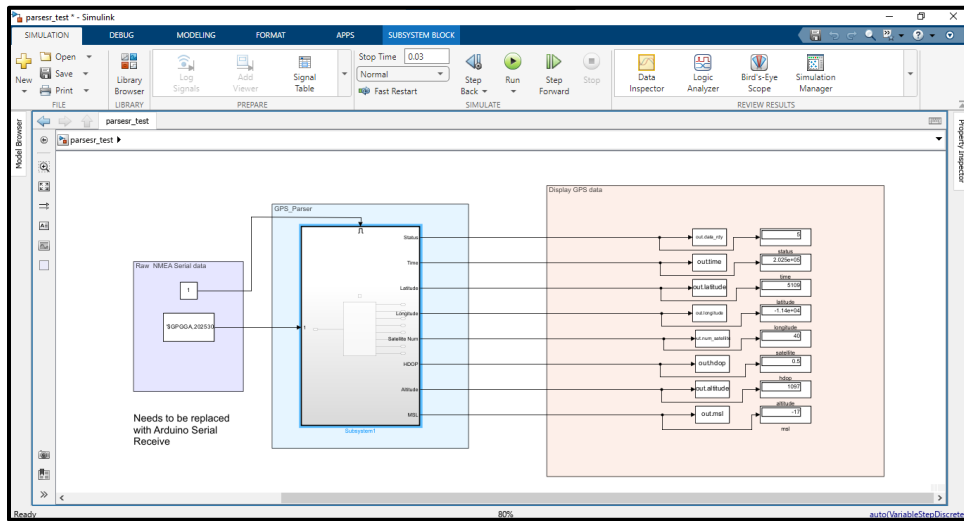 parsesr_test * - Simulink
SIMULATION DEBUG MODELING FORMAT APPS SUBSYSTEM BLOCK
New
Open
Save
Print
FILE
Library Browser
LIBRARY
Log Signals
Add Viewer
Signal Table
PREPARE
Stop Time 0.03
Normal
Fast Restart
Step Back
Run
Step Forward
Stop
SIMULATE
Data Inspector
Logic Analyzer
Bird's-Eye Scope
Simulation Manager
REVIEW RESULTS
Model Browser
Property Inspector
parsesr_test
parsesr_test
Raw NMEA Serial data
1
'$GPGGA,202530
Needs to be replaced
with Arduino Serial
Receive
GPS_Parser
1
Status
Time
Latitude
Longitude
Satellite Num
HDOP
Altitude
MSL
Subsystem1
Display GPS data
out.data_rdy
5
status
out.time
2.025e+05
time
out.latitude
5109
latitude
out.longitude
-1.14e+04
longitude
ut.num_satellite
40
satellite
out.hdop
0.5
hdop
out.altitude
1097
altitude
out.msl
-17
msl
Ready
80%
auto(VariableStepDiscrete